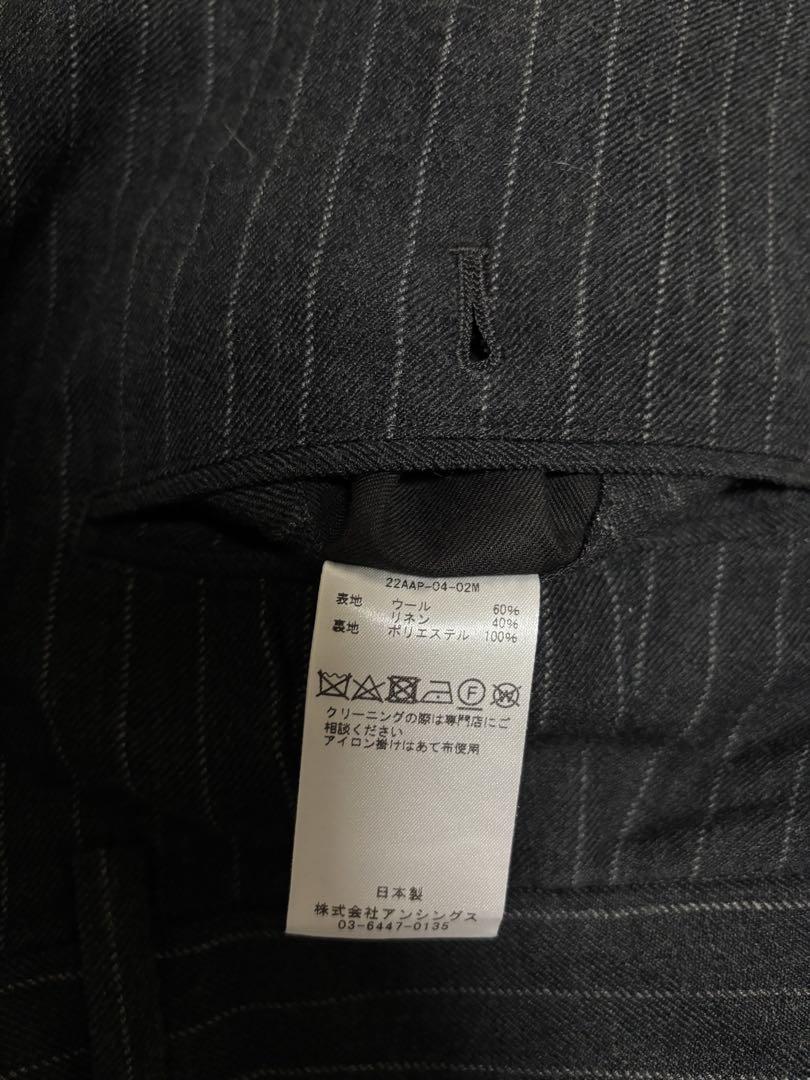 22AAP-04-02M
表地 ウール 60%
リネン 40%
裏地 ポリエステル 100%
F W
クリーニングの際は専門店にご
相談ください
アイロン掛けはあて布使用
日本製
株式会社アンシングス
03-6447-0135